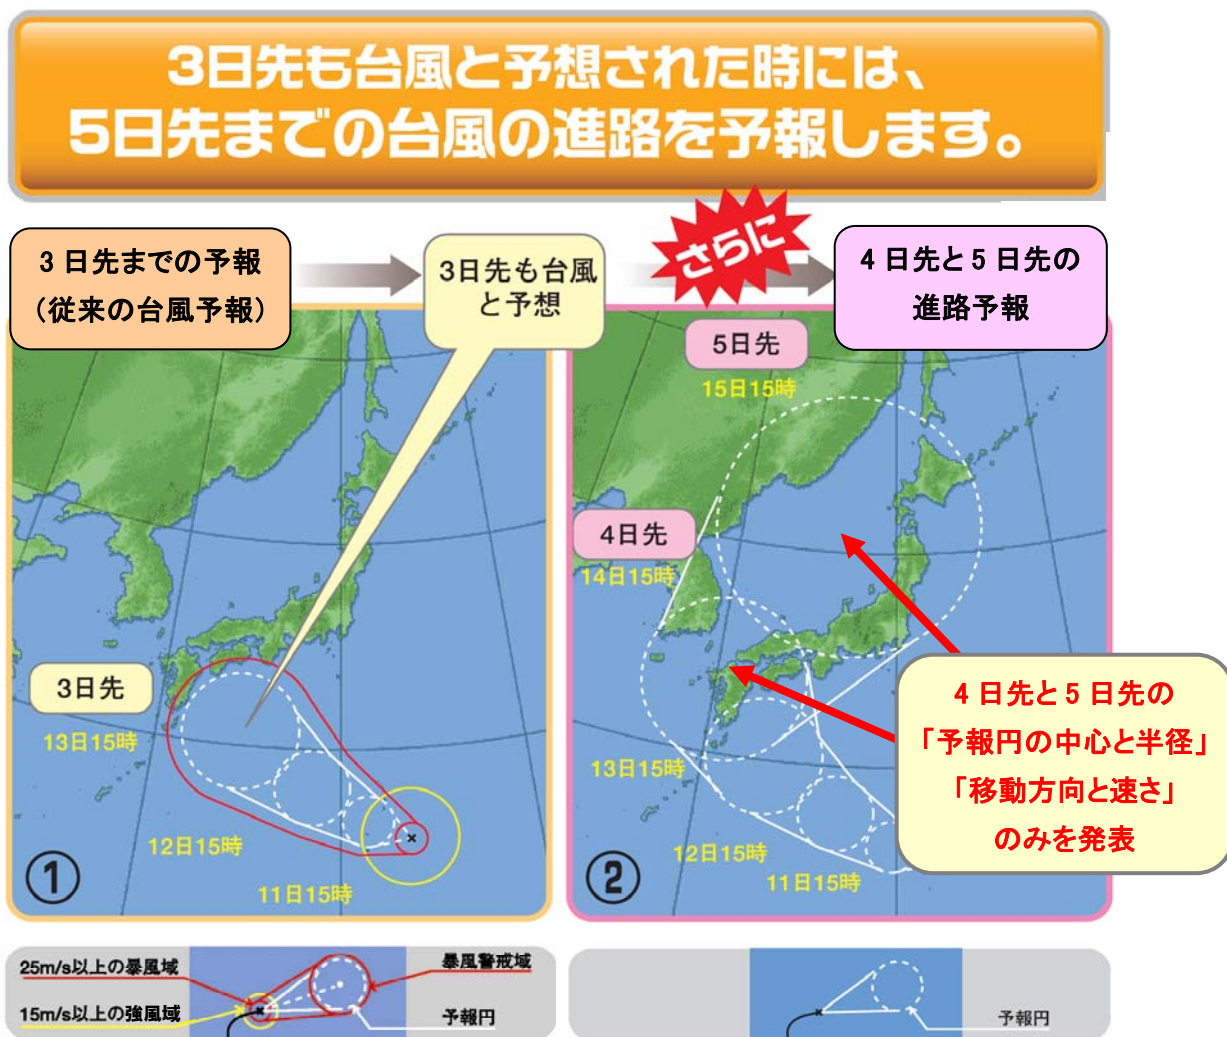 3日先も台風と予想された時には、
5日先までの台風の進路を予報します。
3日先までの予報
(従来の台風予報)
3日先も台風
と予想
さらに
4日先と5日先の
進路予報
3日先
13日15時
12日15時
11日15時
①
5日先
15日15時
4日先
14日15時
13日15時
12日15時
11日15時
②
4日先と5日先の
「予報円の中心と半径」
「移動方向と速さ」
のみを発表
25m/s以上の暴風域
暴風警戒域
15m/s以上の強風域
予報円
予報円